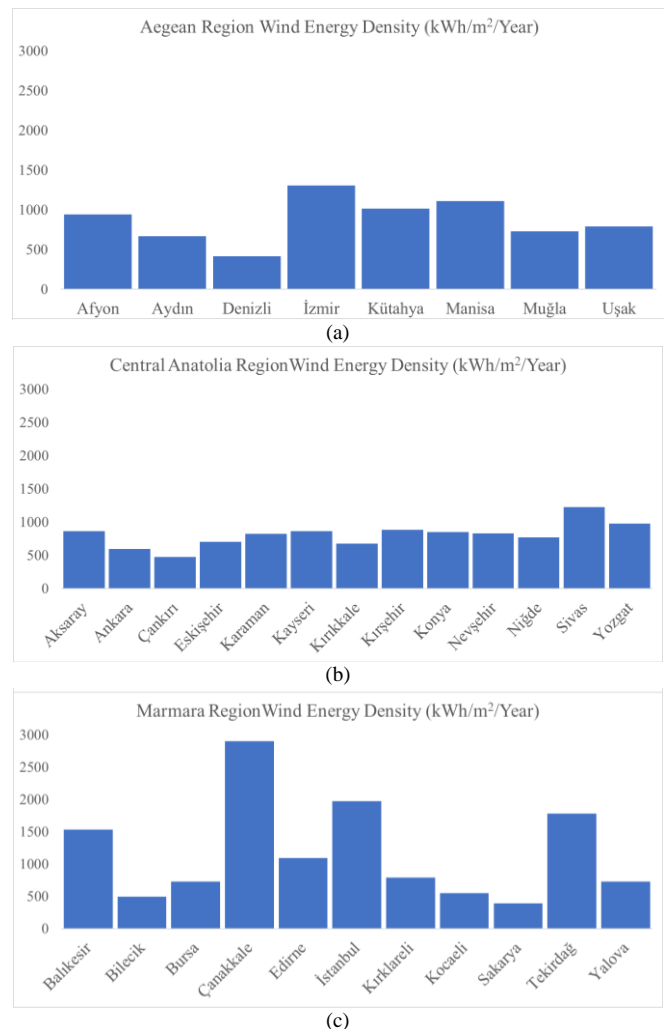 Aegean Region Wind Energy Density (kWh/m²/Year)
3000
2500
2000
1500
1000
500
0
Afyon Aydın Denizli İzmir Kütahya Manisa Muğla Uşak
(a)
Central Anatolia RegionWind Energy Density (kWh/m²/Year)
3000
2500
2000
1500
1000
500
0
Aksaray Ankara Çankırı Eskişehir Karaman Kayseri Kırıkkale Kırşehir Konya Nevşehir Niğde Sivas Yozgat
(b)
Marmara RegionWind Energy Density (kWh/m²/Year)
3000
2500
2000
1500
1000
500
0
Balıkesir Bilecik Bursa Çanakkale Edirne İstanbul Kırklareli Kocaeli Sakarya Tekirdağ Yalova
(c)